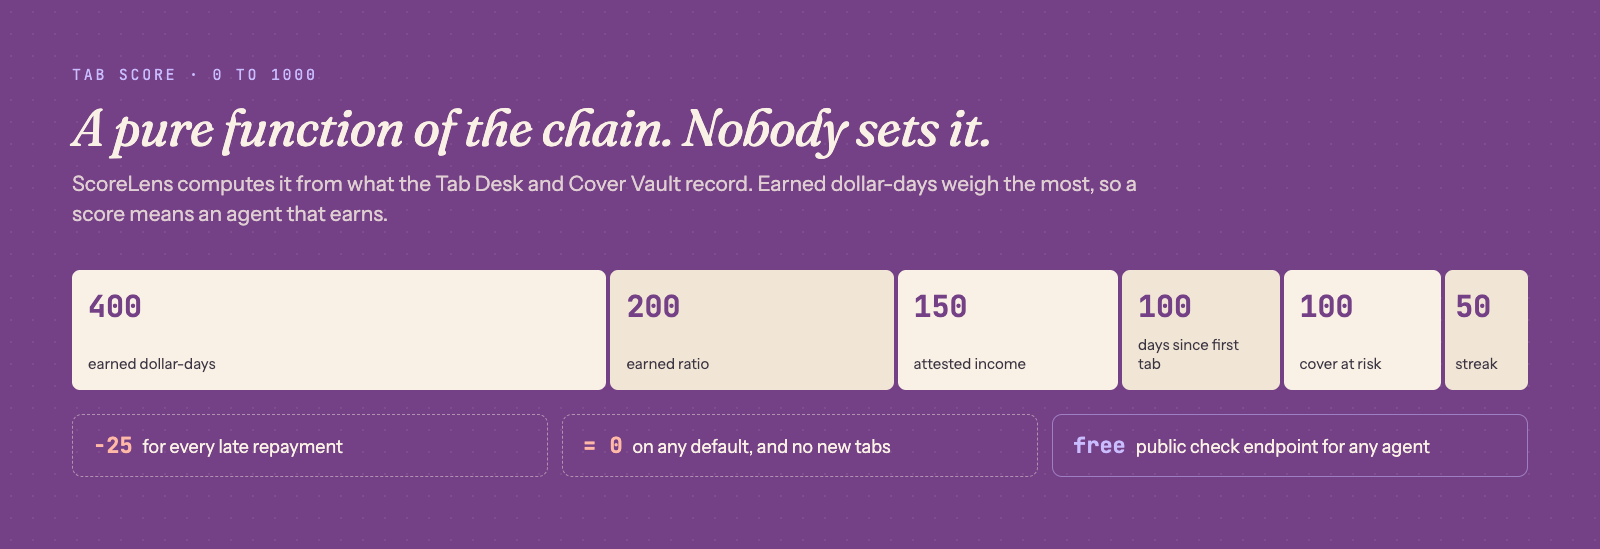 TAB SCORE · 0 TO 1000
A pure function of the chain. Nobody sets it.
ScoreLens computes it from what the Tab Desk and Cover Vault record. Earned dollar-days weigh the most, so a
score means an agent that earns.
400
earned dollar-days
200
earned ratio
150
attested income
100
days since first
tab
100
cover at risk
50
streak
-25 for every late repayment
= 0 on any default, and no new tabs
free public check endpoint for any agent